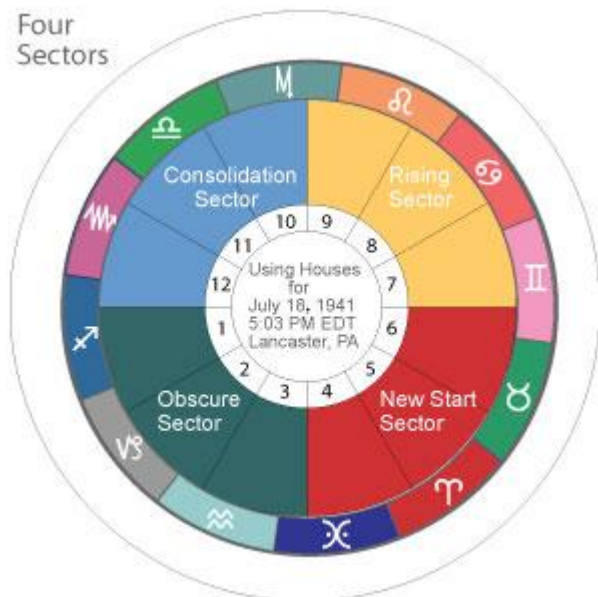 Four
Sectors
Consolidation
Sector
Rising
Sector
10
9
11
8
12
7
Using Houses
for
July 18, 1941
5:03 PM EDT
Lancaster, PA
1
6
2
5
3
4
Obscure
Sector
New Start
Sector
♍
♌
♎
♋
♏
♊
♐
♉
♑
♈
♒
♓